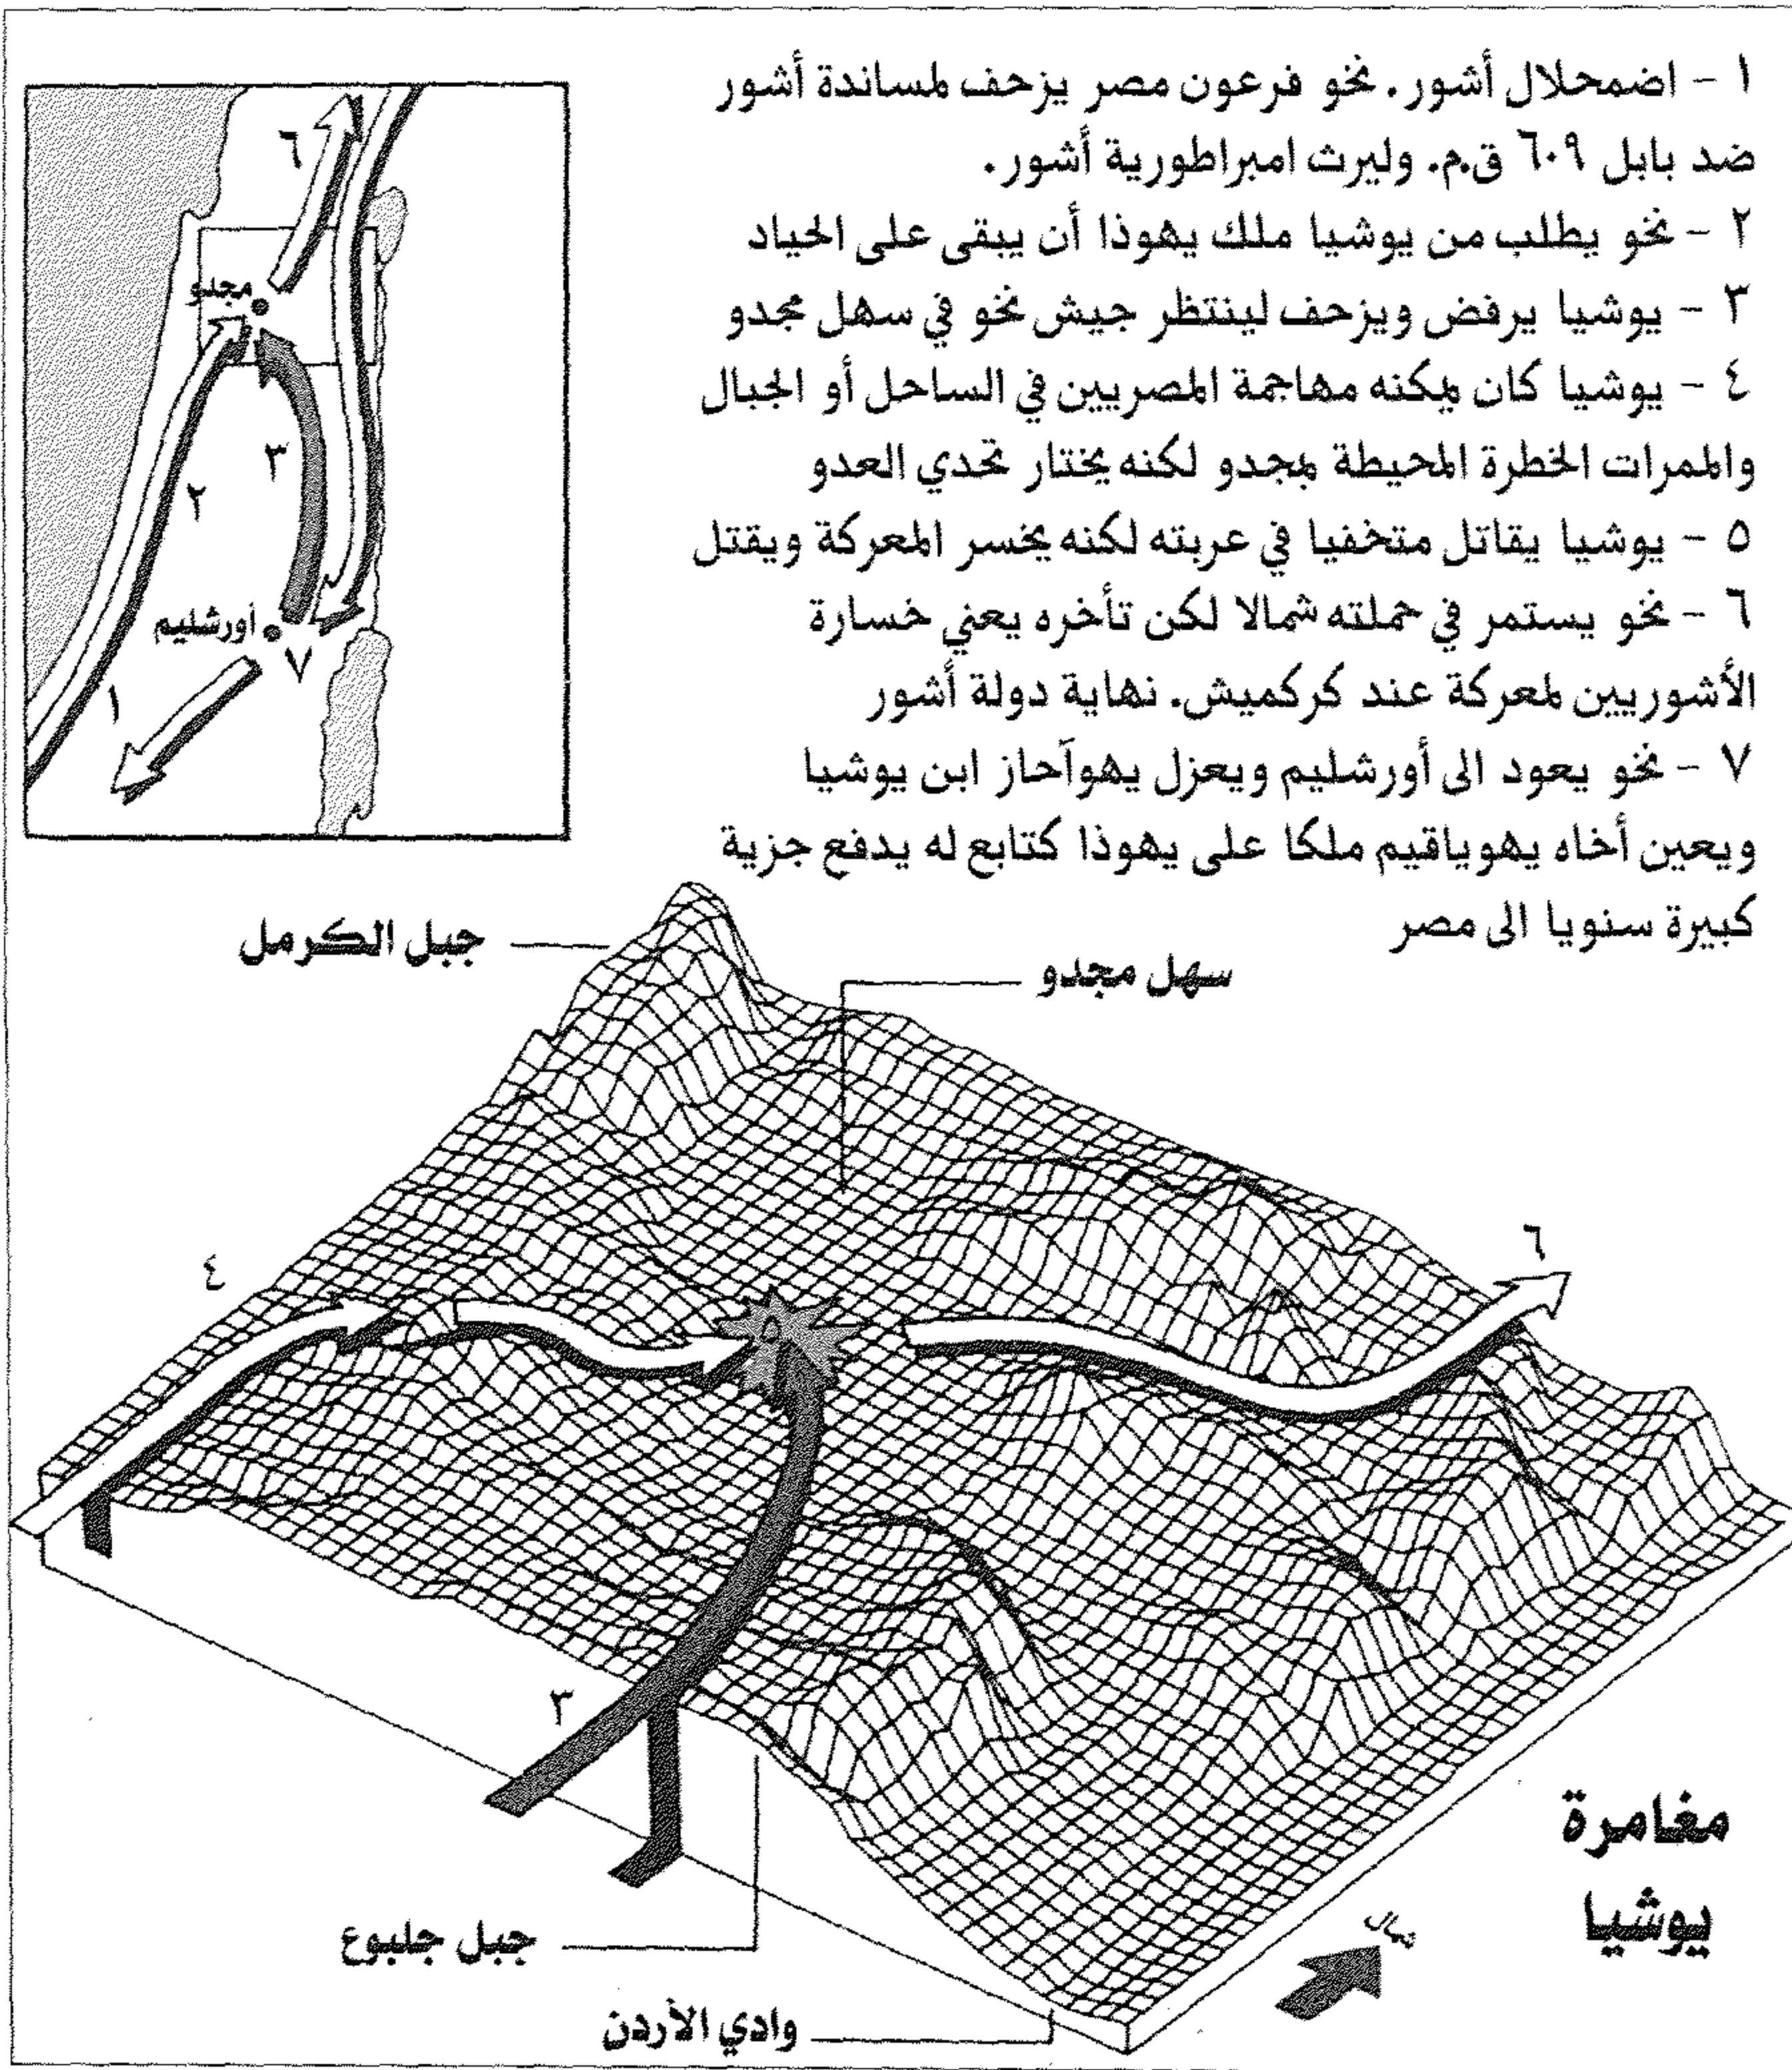 ١ - اضمحلال أشور. نخو فرعون مصر يزحف لمساندة أشور
ضد بابل ٦٠٩ ق.م. وليرث امبراطورية أشور.
٢ - نخو يطلب من يوشيا ملك يهوذا أن يبقى على الحياد
٣ - يوشيا يرفض ويزحف لينتظر جيش نخو في سهل مجدو
٤ - يوشيا كان يمكنه مهاجمة المصريين في الساحل أو الجبال
والممرات الخطرة المحيطة بمجدو لكنه يختار تحدي العدو
٥ - يوشيا يقاتل متخفيا في عربته لكنه يخسر المعركة ويقتل
٦ - نخو يستمر في حملته شمالا لكن تأخره يعني خسارة
الأشوريين لمعركة عند كركميش. نهاية دولة أشور
٧ - نخو يعود الى أورشليم ويعزل يهوآحاز ابن يوشيا
ويعين أخاه يهوياقيم ملكا على يهوذا كتابع له يدفع جزية
كبيرة سنويا الى مصر
٦
مجدو
٣
٢
أورشليم
٧
١
جبل الكرمل
سهل مجدو
٤
٦
٥
٣
مغامرة
يوشيا
شمال
جبل جلبوع
وادي الأردن